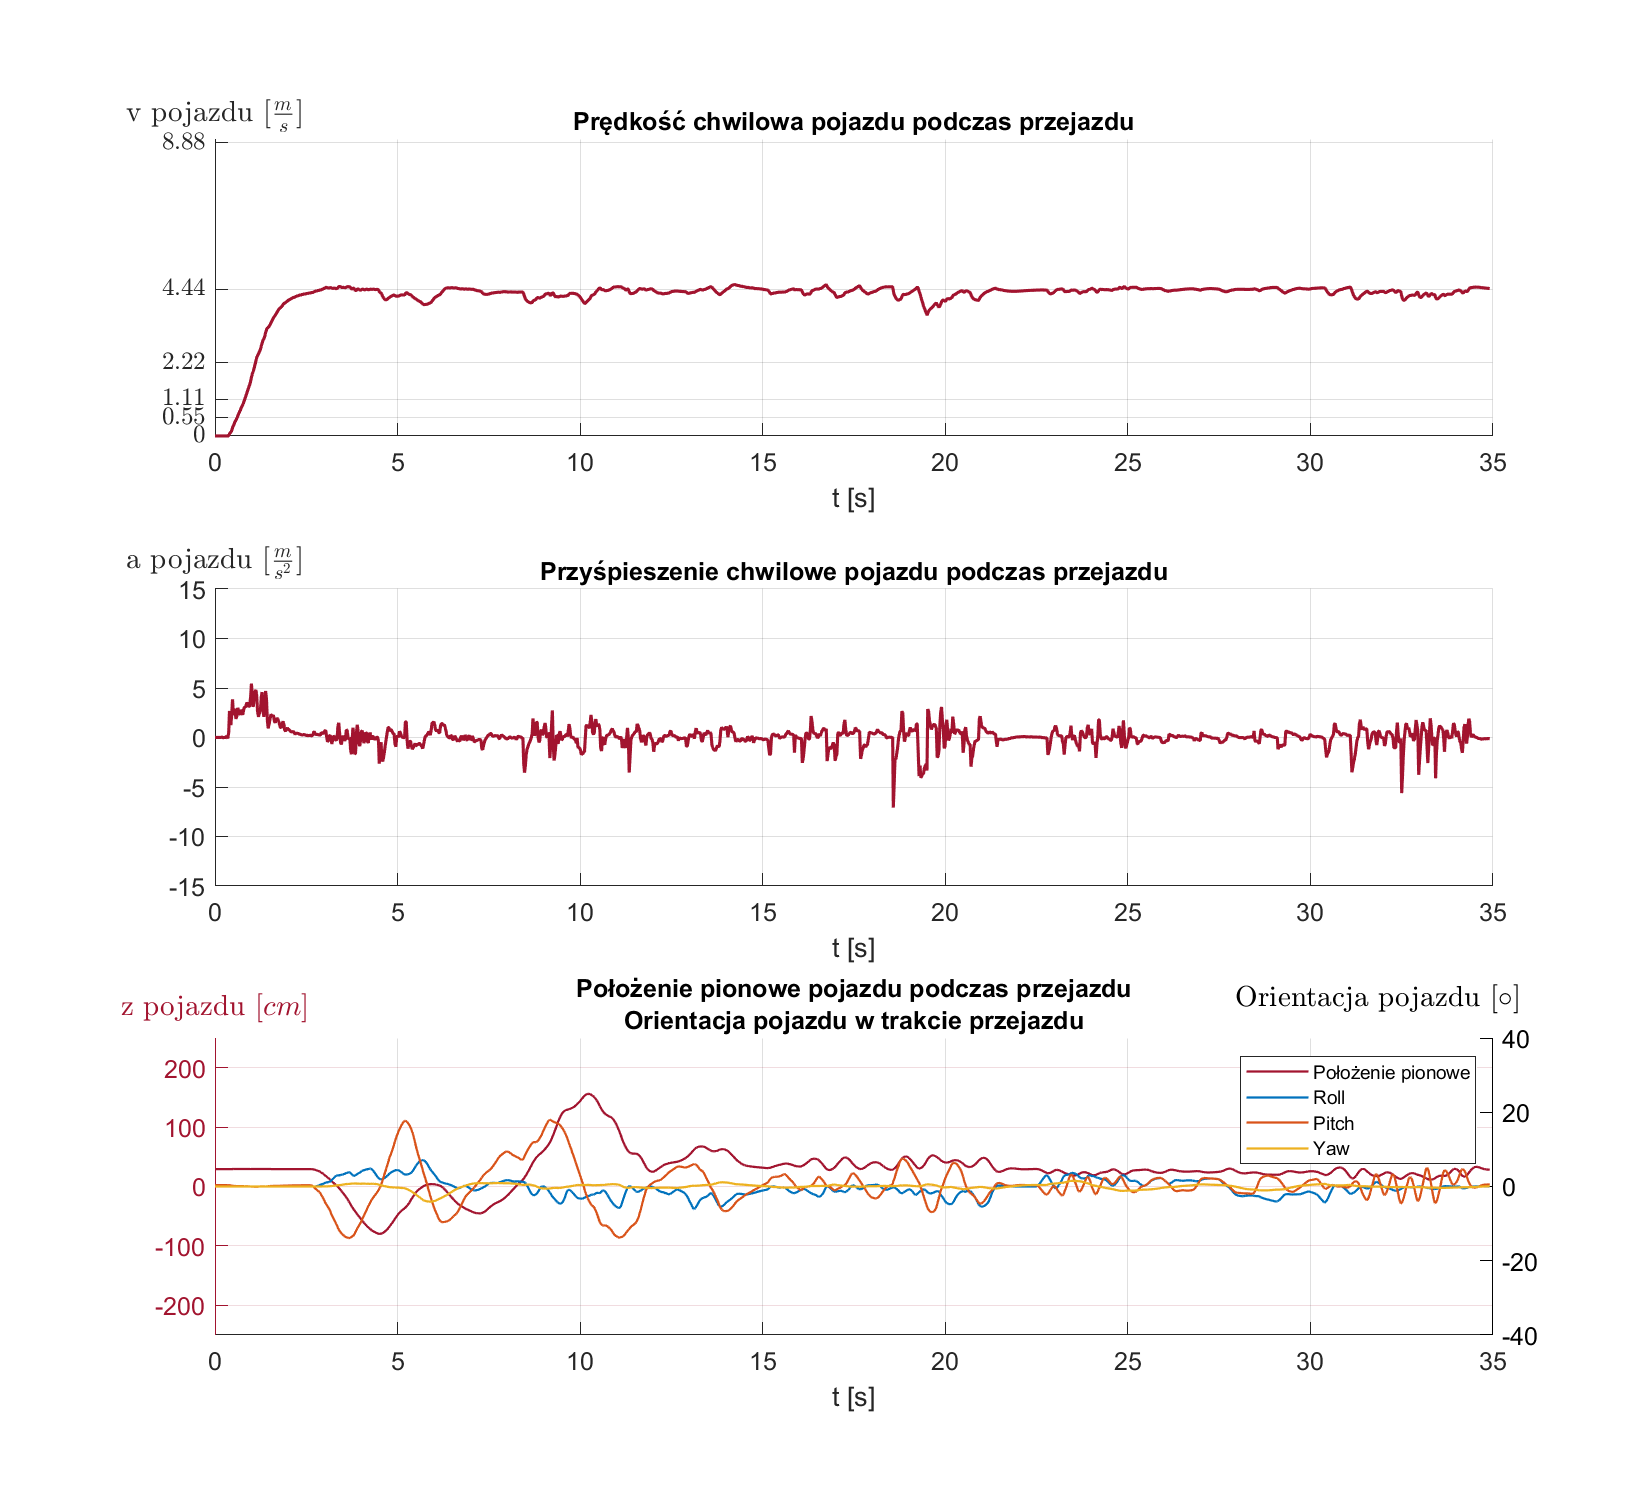 v pojazdu [m/s]
Prędkość chwilowa pojazdu podczas przejazdu
8.88
4.44
2.22
1.11
0.55
0
0 5 10 15 20 25 30 35
t [s]
a pojazdu [m/s²]
Przyśpieszenie chwilowe pojazdu podczas przejazdu
15
10
5
0
-5
-10
-15
0 5 10 15 20 25 30 35
t [s]
z pojazdu [cm]
Położenie pionowe pojazdu podczas przejazdu
Orientacja pojazdu w trakcie przejazdu
Orientacja pojazdu [∘]
200
100
0
-100
-200
40
20
0
-20
-40
Położenie pionowe
Roll
Pitch
Yaw
0 5 10 15 20 25 30 35
t [s]